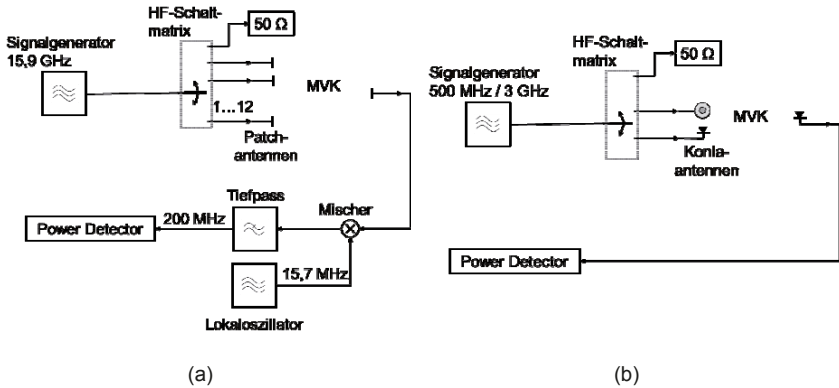 HF-Schalt-
matrix
50 Ω
Signalgenerator
15,9 GHz
1…12
MVK
Patch-
antennen
Tiefpass
Mischer
200 MHz
Power Detector
15,7 MHz
Lokaloszillator
(a)
HF-Schalt-
matrix
50 Ω
Signalgenerator
500 MHz / 3 GHz
MVK
Konla-
antennen
Power Detector
(b)